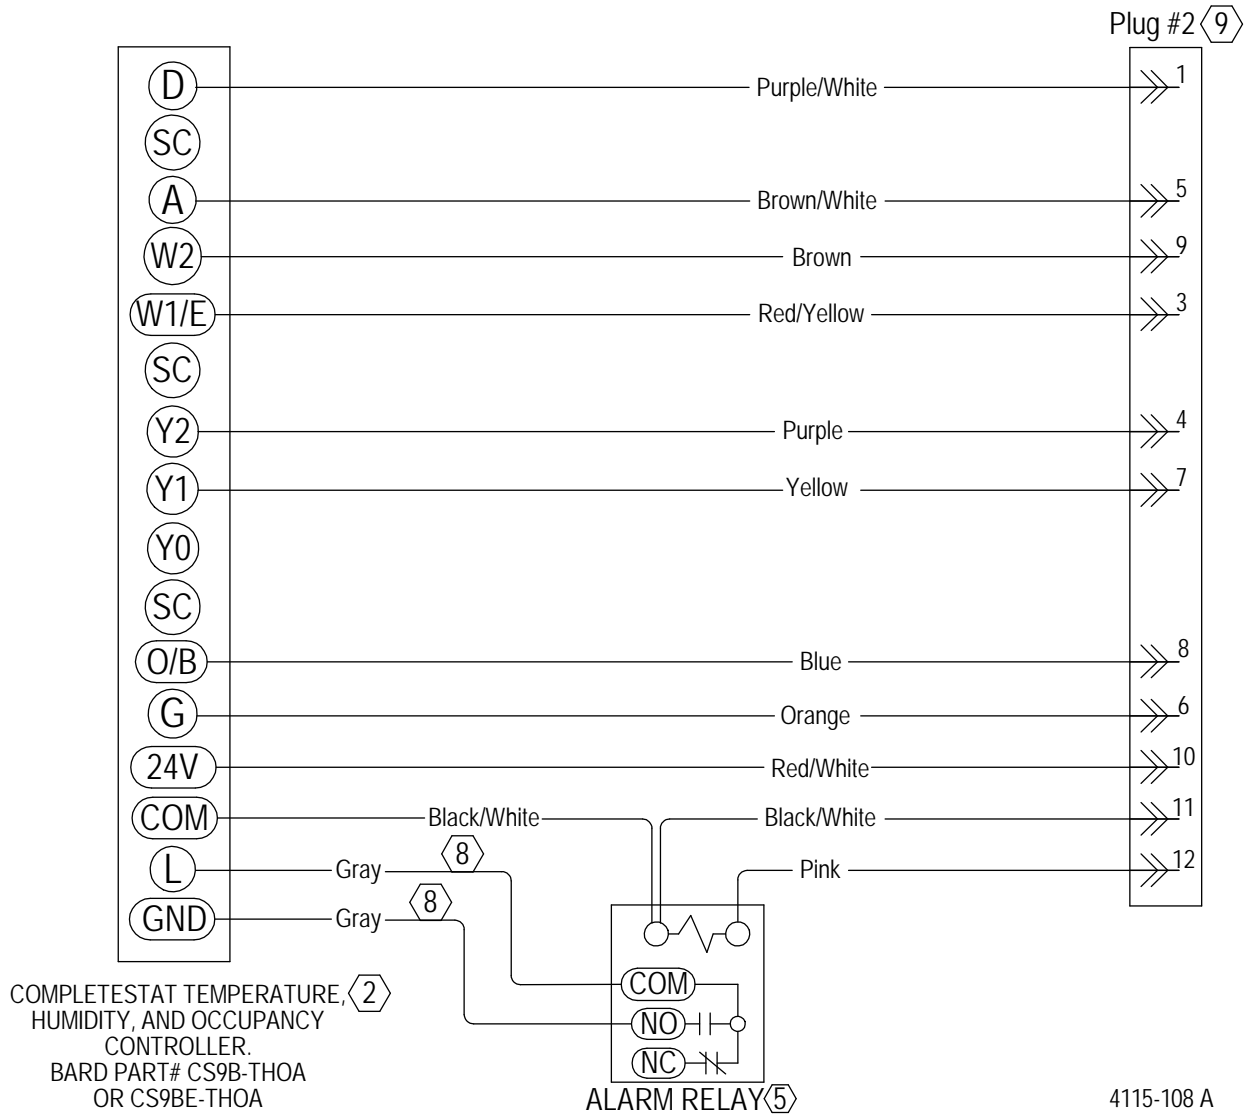 Plug #2 9
D Purple/White 1
SC
A Brown/White 5
W2 Brown 9
W1/E Red/Yellow 3
SC
Y2 Purple 4
Y1 Yellow 7
Y0
SC
O/B Blue 8
G Orange 6
24V Red/White 10
COM Black/White Black/White 11
L Gray 8 Pink 12
GND Gray 8
COM
NO
NC
ALARM RELAY 5
COMPLETESTAT TEMPERATURE, 2
HUMIDITY, AND OCCUPANCY
CONTROLLER.
BARD PART# CS9B-THOA
OR CS9BE-THOA
4115-108 A